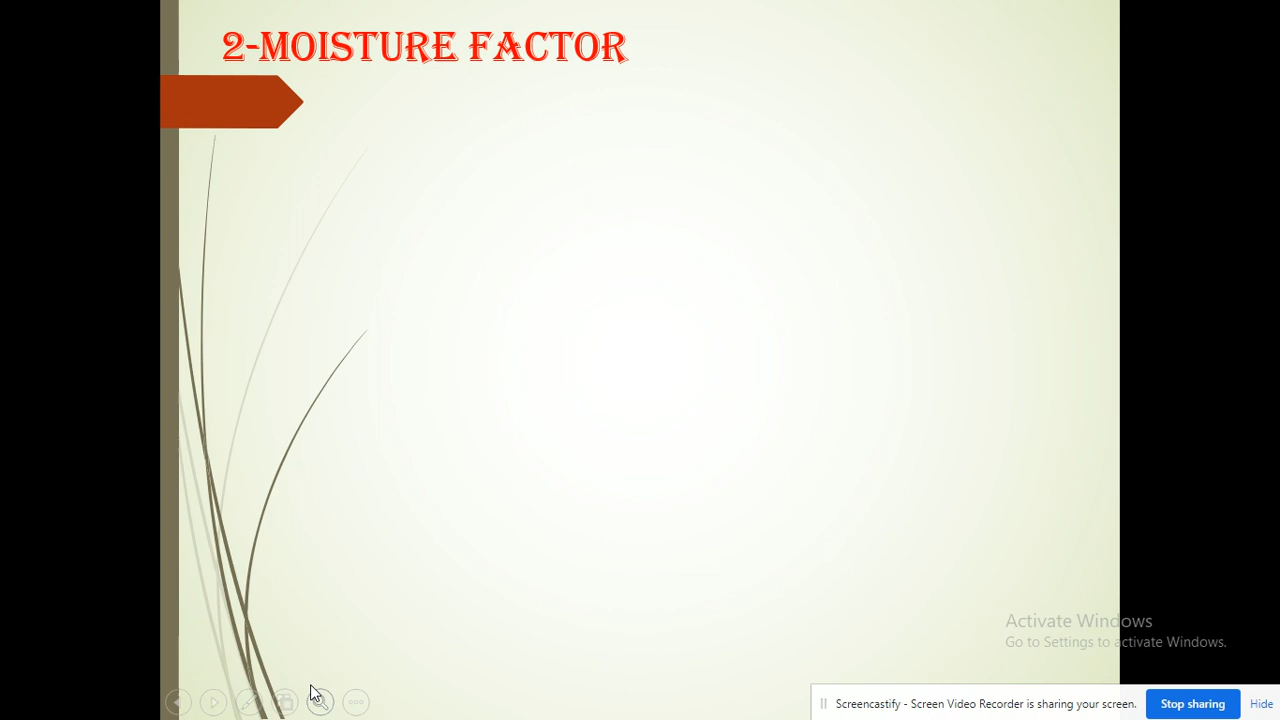 2-MOISTURE FACTOR
Activate Windows
Go to Settings to activate Windows.
Screencastify - Screen Video Recorder is sharing your screen.
Stop sharing
Hide